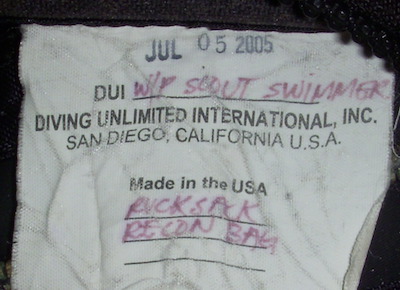 JUL 05 2005
DUI W/P SCOUT SWIMMER
DIVING UNLIMITED INTERNATIONAL, INC.
SAN DIEGO, CALIFORNIA U.S.A.
Made in the USA
RUCKSACK
RECON BAG